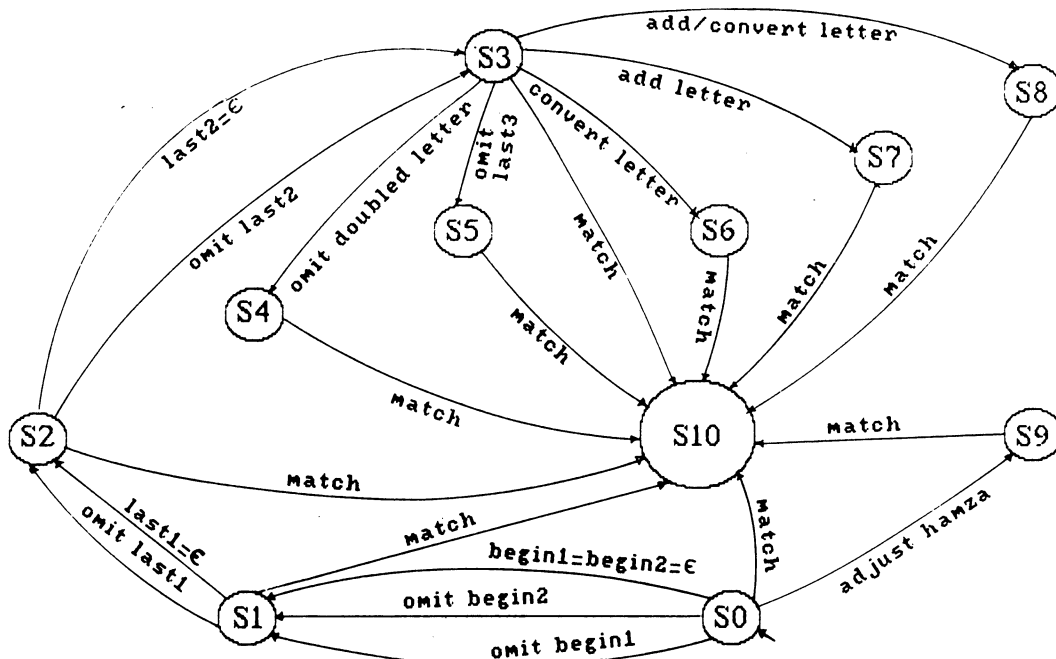 add/convert letter
S3
S8
add letter
convert letter
last2=Є
omit doubled letter
omit last3
S7
omit last2
S5
S6
match
match
match
match
S4
match
match
S2
S10
match
S9
match
last1=Є
match
match
omit last1
begin1=begin2=Є
adjust hamza
omit begin2
S1
S0
omit begin1